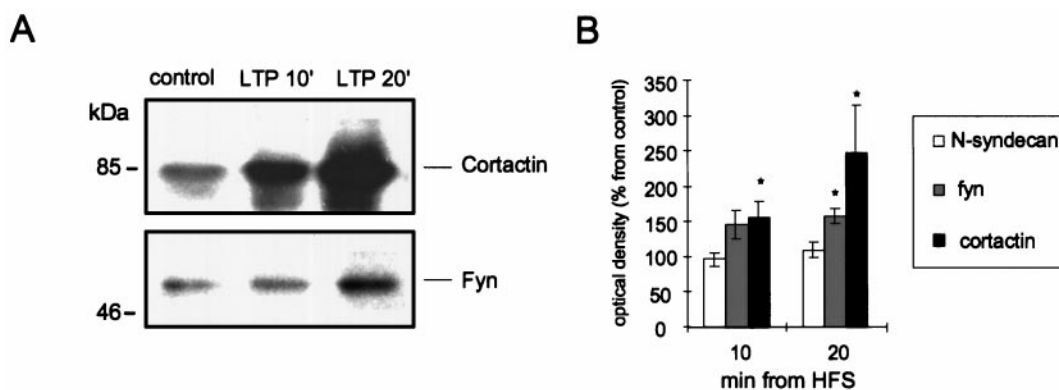 A
control LTP 10' LTP 20'
kDa
85
Cortactin
Fyn
46
B
optical density (% from control)
350
300
250
200
150
100
50
0
*
*
*
10 20
min from HFS
N-syndecan
fyn
cortactin